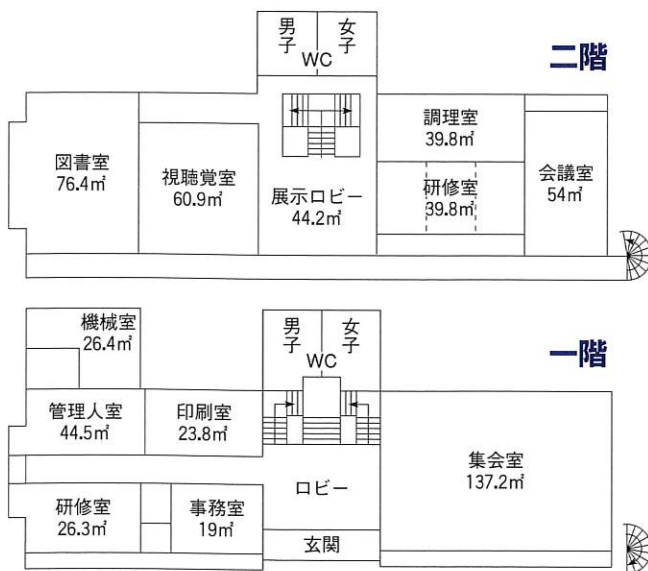 二階
男子
女子
WC
図書室
76.4㎡
視聴覚室
60.9㎡
展示ロビー
44.2㎡
調理室
39.8㎡
研修室
39.8㎡
会議室
54㎡
一階
機械室
26.4㎡
男子
女子
WC
管理人室
44.5㎡
印刷室
23.8㎡
集会室
137.2㎡
研修室
26.3㎡
事務室
19㎡
ロビー
玄関